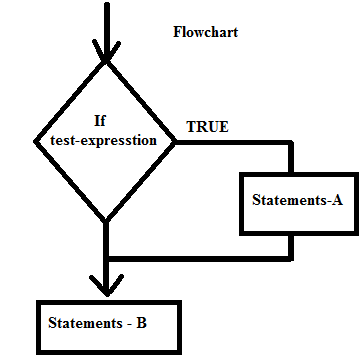 Flowchart
If
test-expresstion
TRUE
Statements-A
Statements - B